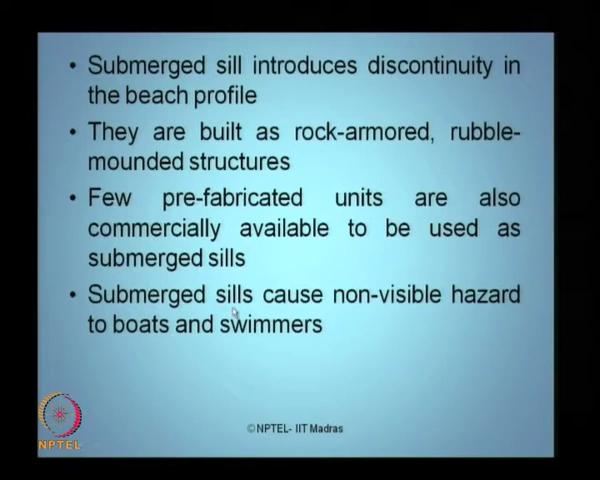 • Submerged sill introduces discontinuity in
the beach profile
• They are built as rock-armored, rubble-
mounded structures
• Few pre-fabricated units are also
commercially available to be used as
submerged sills
• Submerged sills cause non-visible hazard
to boats and swimmers
©NPTEL- IIT Madras
NPTEL